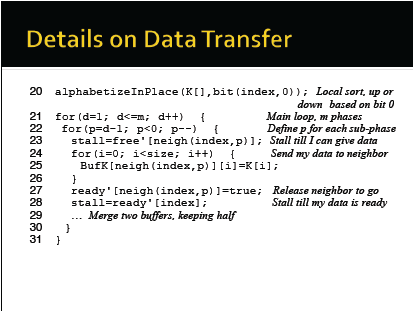 Details on Data Transfer
20 alphabetizeInPlace(K[],bit(index,0)); Local sort, up or
down based on bit 0
21 for(d=1; d<=m; d++) { Main loop, m phases
22 for(p=d-1; p<0; p--) { Define p for each sub-phase
23 stall=free'[neigh(index,p)]; Stall till I can give data
24 for(i=0; i<size; i++) { Send my data to neighbor
25 BufK[neigh(index,p)][i]=K[i];
26 }
27 ready'[neigh(index,p)]=true; Release neighbor to go
28 stall=ready'[index]; Stall till my data is ready
29 ... Merge two buffers, keeping half
30 }
31 }